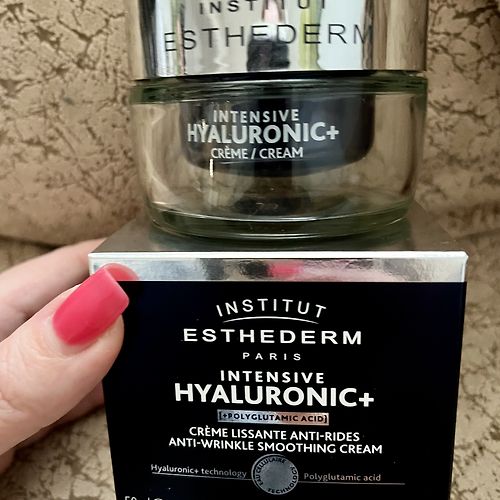 INSTITUT
ESTHEDERM
INTENSIVE
HYALURONIC+
CRÈME / CREAM
INSTITUT
ESTHEDERM
PARIS
INTENSIVE
HYALURONIC+
[+POLYGLUTAMIC ACID]
CRÈME LISSANTE ANTI-RIDES
ANTI-WRINKLE SMOOTHING CREAM
Hyaluronic+ technology
Polyglutamic acid